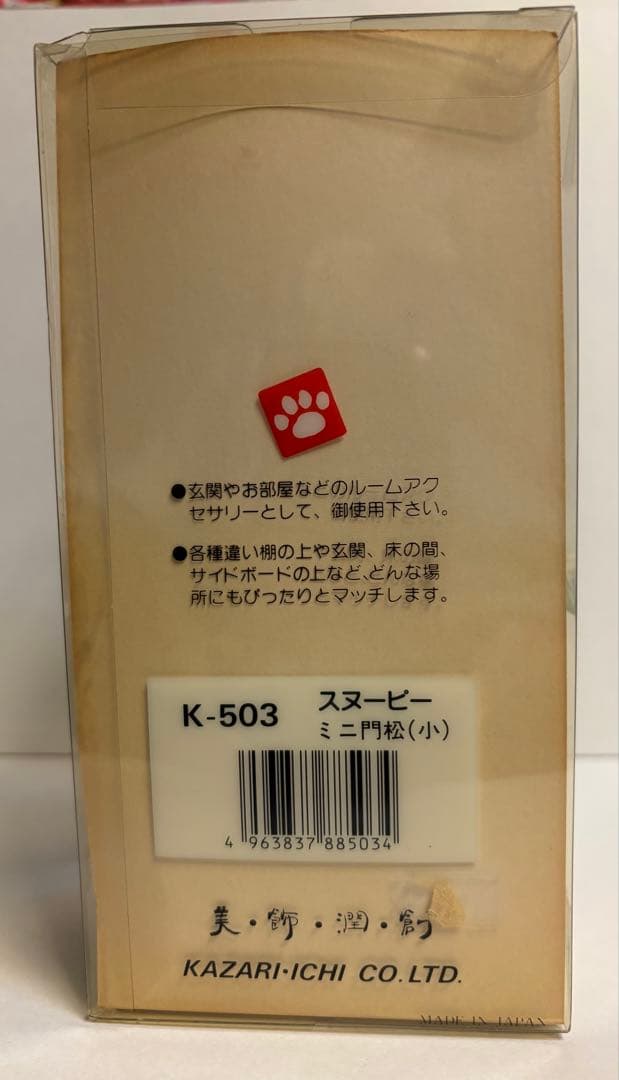 ●玄関やお部屋などのルームアク
セサリーとして、御使用下さい。
●各種違い棚の上や玄関、床の間、
サイドボードの上など、どんな場
所にもぴったりとマッチします。
K-503 スヌーピー
ミニ門松(小)
4 963837 885034
美・飾・潤・創
KAZARI・ICHI CO.LTD.
MADE IN JAPAN